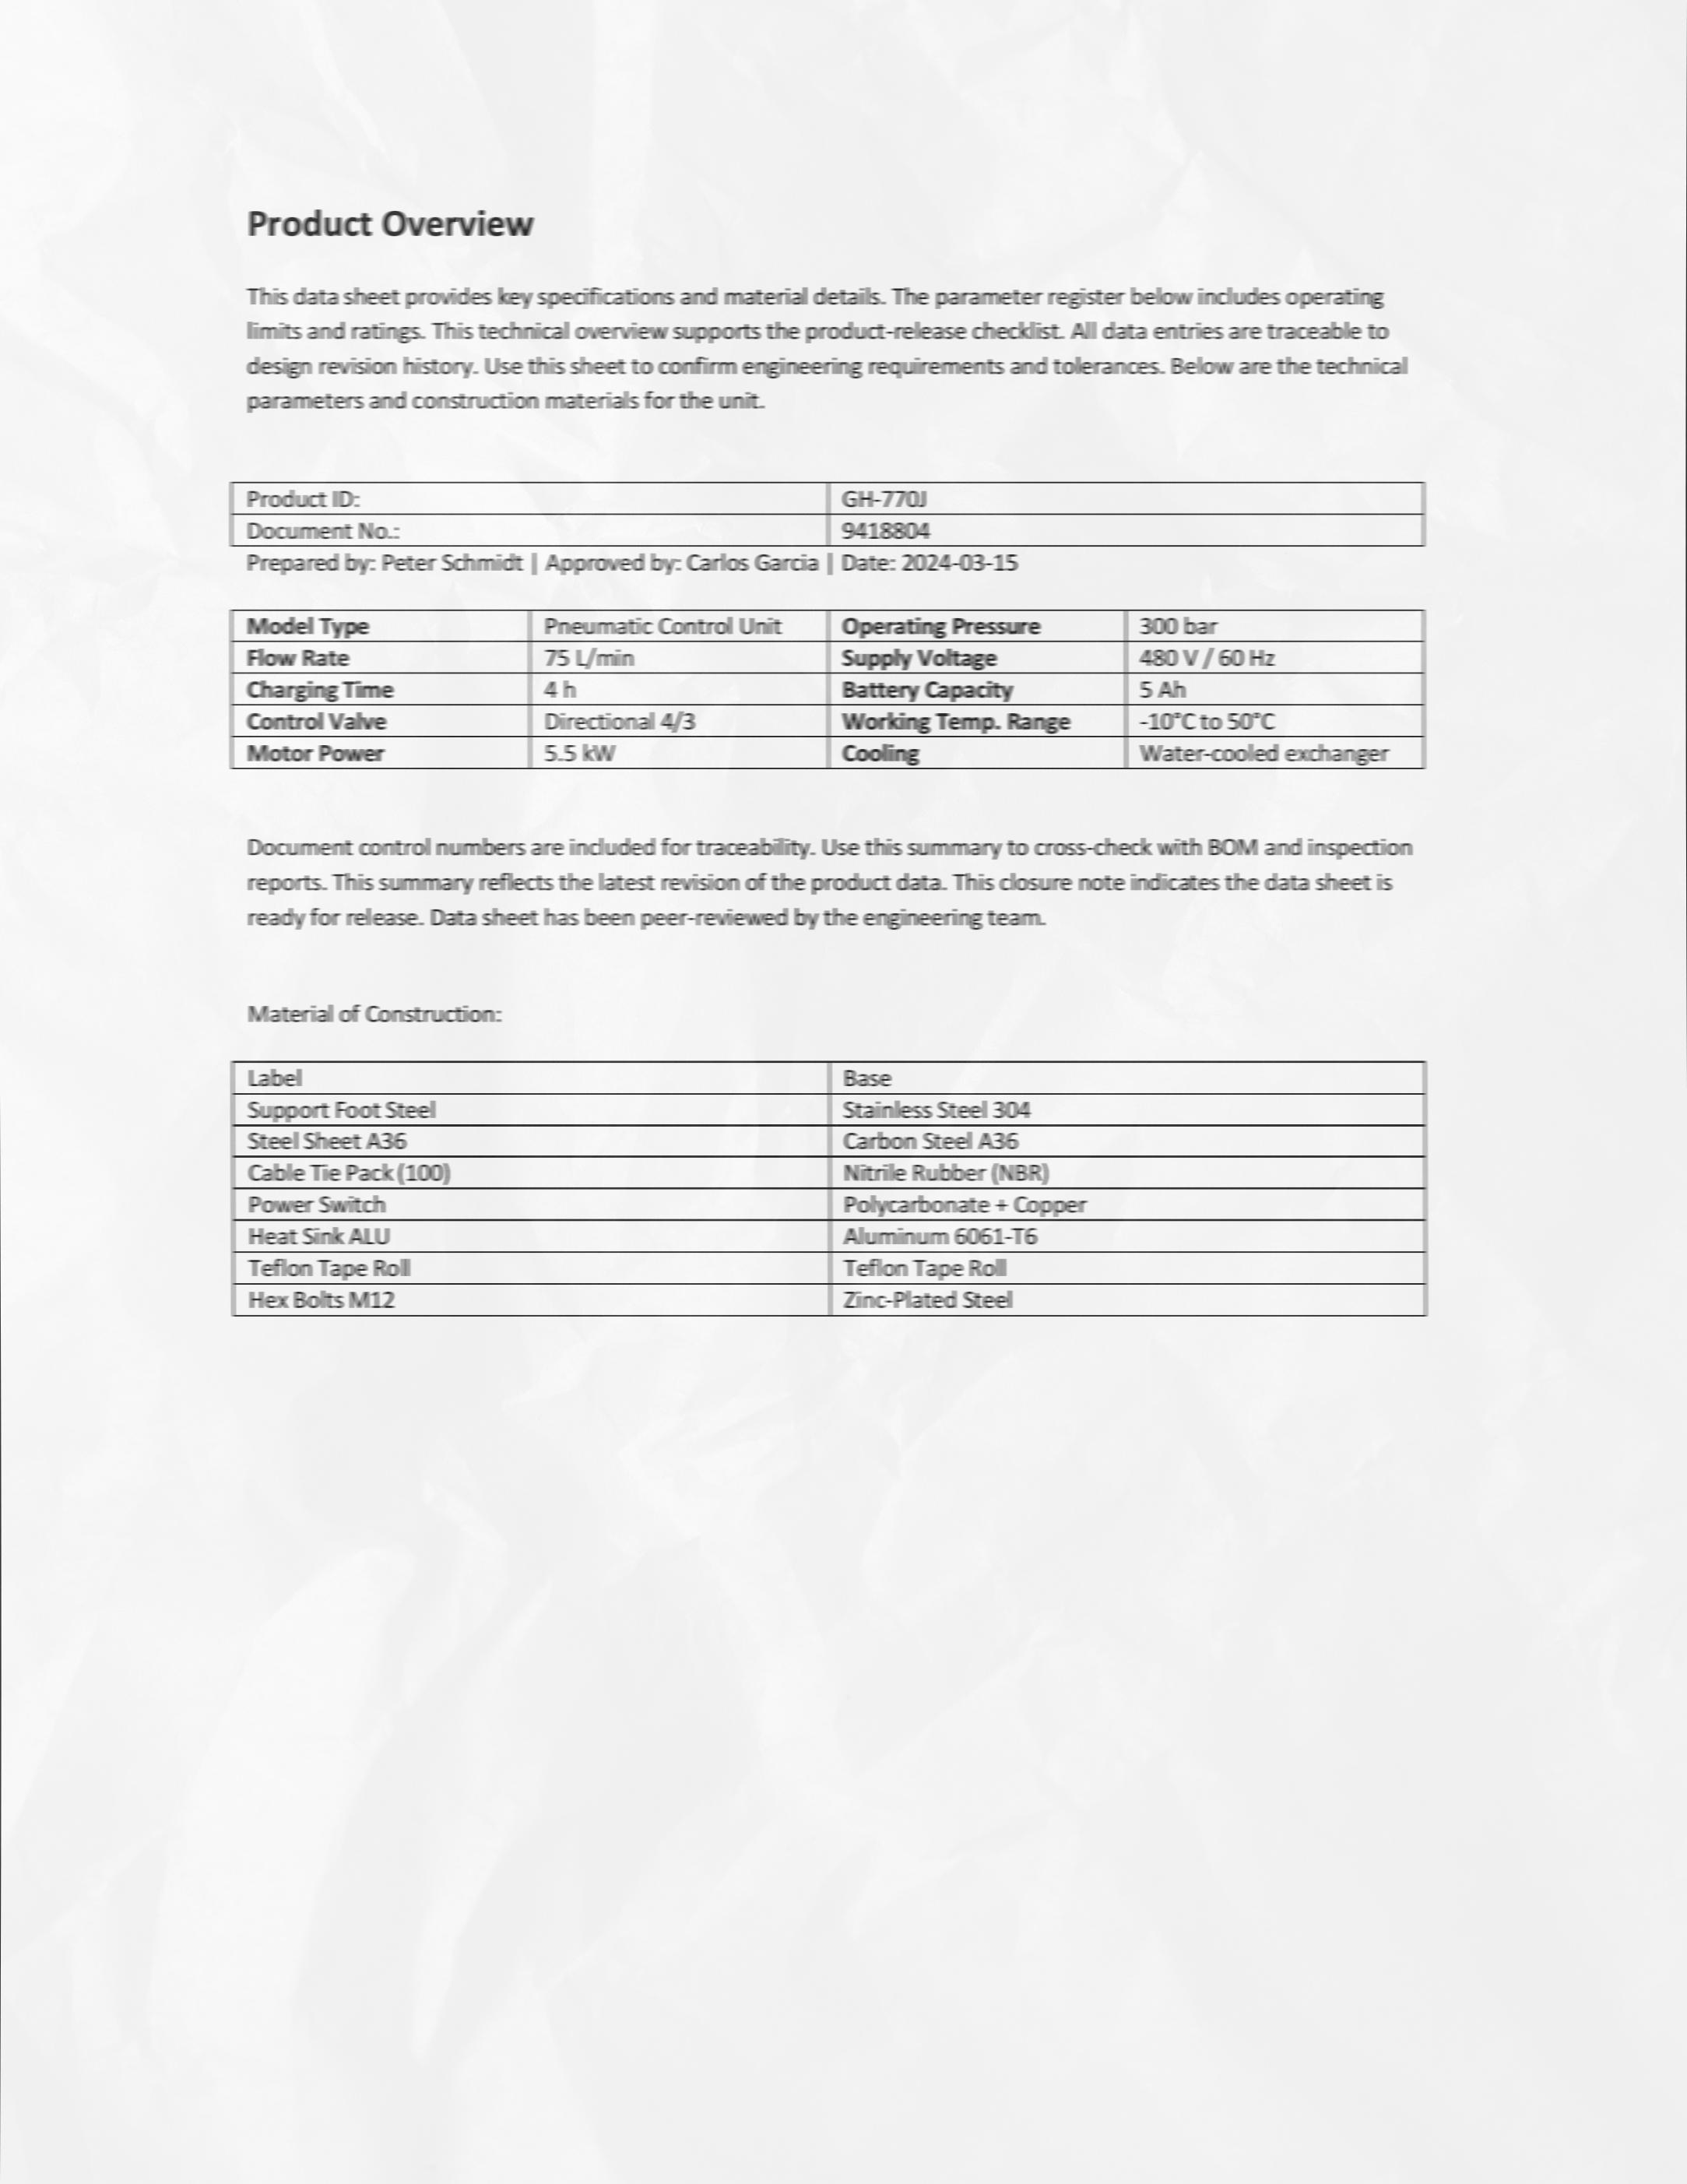 Product Overview
This data sheet provides key specifications and material details. The parameter register below includes operating
limits and ratings. This technical overview supports the product-release checklist. All data entries are traceable to
design revision history. Use this sheet to confirm engineering requirements and tolerances. Below are the technical
parameters and construction materials for the unit.
Product ID: GH-770J
Document No.: 9418804
Prepared by: Peter Schmidt | Approved by: Carlos Garcia | Date: 2024-03-15
Model Type Pneumatic Control Unit Operating Pressure 300 bar
Flow Rate 75 L/min Supply Voltage 480 V / 60 Hz
Charging Time 4 h Battery Capacity 5 Ah
Control Valve Directional 4/3 Working Temp. Range -10°C to 50°C
Motor Power 5.5 kW Cooling Water-cooled exchanger
Document control numbers are included for traceability. Use this summary to cross-check with BOM and inspection
reports. This summary reflects the latest revision of the product data. This closure note indicates the data sheet is
ready for release. Data sheet has been peer-reviewed by the engineering team.
Material of Construction:
Label Base
Support Foot Steel Stainless Steel 304
Steel Sheet A36 Carbon Steel A36
Cable Tie Pack (100) Nitrile Rubber (NBR)
Power Switch Polycarbonate + Copper
Heat Sink ALU Aluminum 6061-T6
Teflon Tape Roll Teflon Tape Roll
Hex Bolts M12 Zinc-Plated Steel